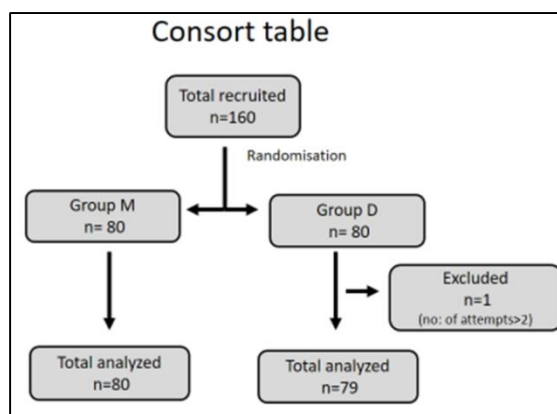 Consort table
Total recruited
n=160
Randomisation
Group M
n= 80
Group D
n= 80
Excluded
n=1
(no: of attempts>2)
Total analyzed
n=80
Total analyzed
n=79